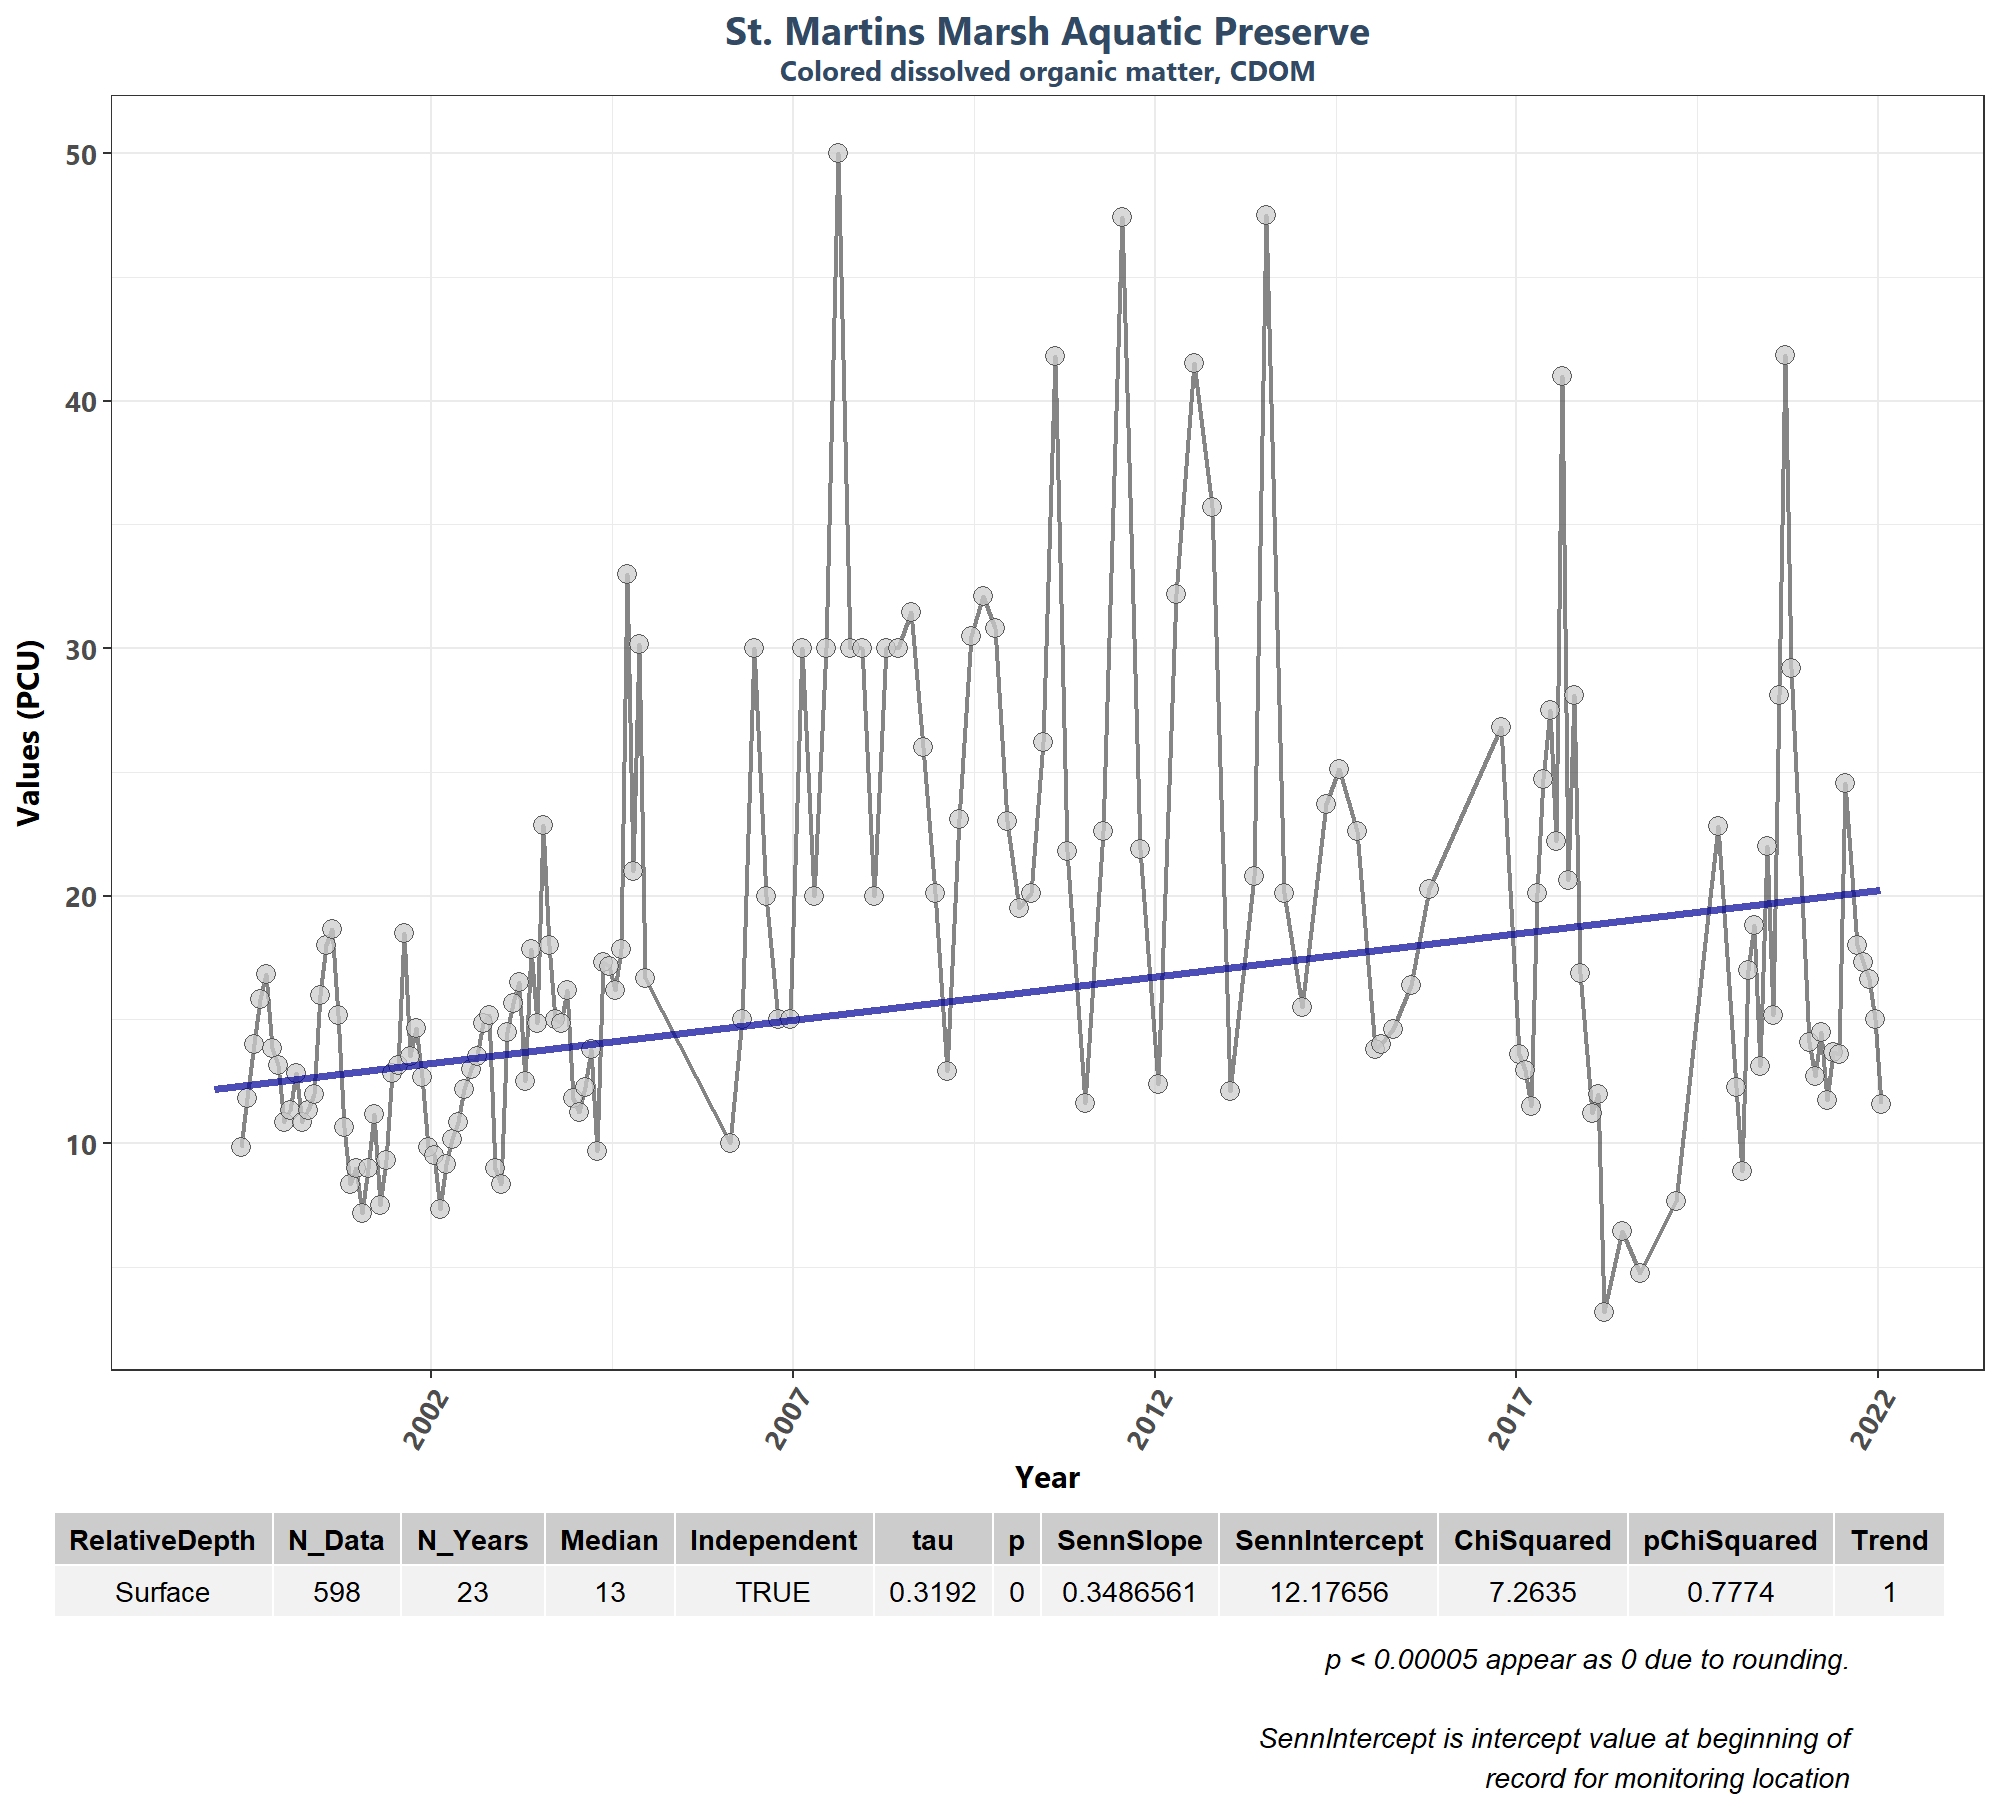 St. Martins Marsh Aquatic Preserve
Colored dissolved organic matter, CDOM
Values (PCU)
50
40
30
20
10
2002 2007 2012 2017 2022
Year
RelativeDepth N_Data N_Years Median Independent tau p SennSlope SennIntercept ChiSquared pChiSquared Trend
Surface 598 23 13 TRUE 0.3192 0 0.3486561 12.17656 7.2635 0.7774 1
p < 0.00005 appear as 0 due to rounding.
SennIntercept is intercept value at beginning of
record for monitoring location